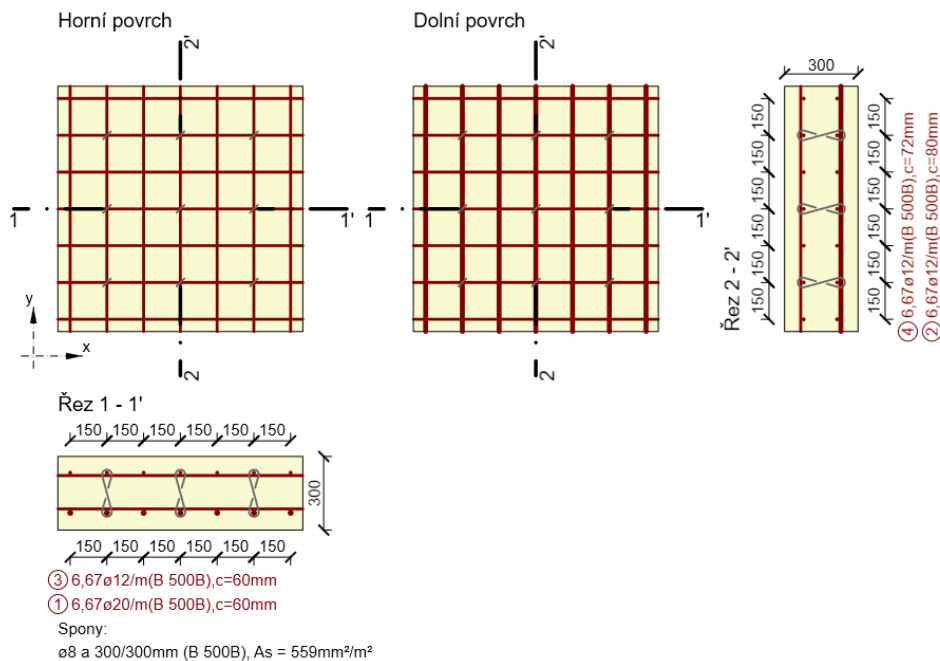 Horní povrch
Dolní povrch
2'
2'
300
1
1'
1
1'
y
x
2
2
150
150
150
150
150
150
150
150
150
150
150
150
Řez 2 - 2'
④ 6,67ø12/m(B 500B),c=72mm
② 6,67ø12/m(B 500B),c=80mm
Řez 1 - 1'
150 150 150 150 150 150
300
150 150 150 150 150 150
③ 6,67ø12/m(B 500B),c=60mm
① 6,67ø20/m(B 500B),c=60mm
Spony:
ø8 a 300/300mm (B 500B), As = 559mm²/m²